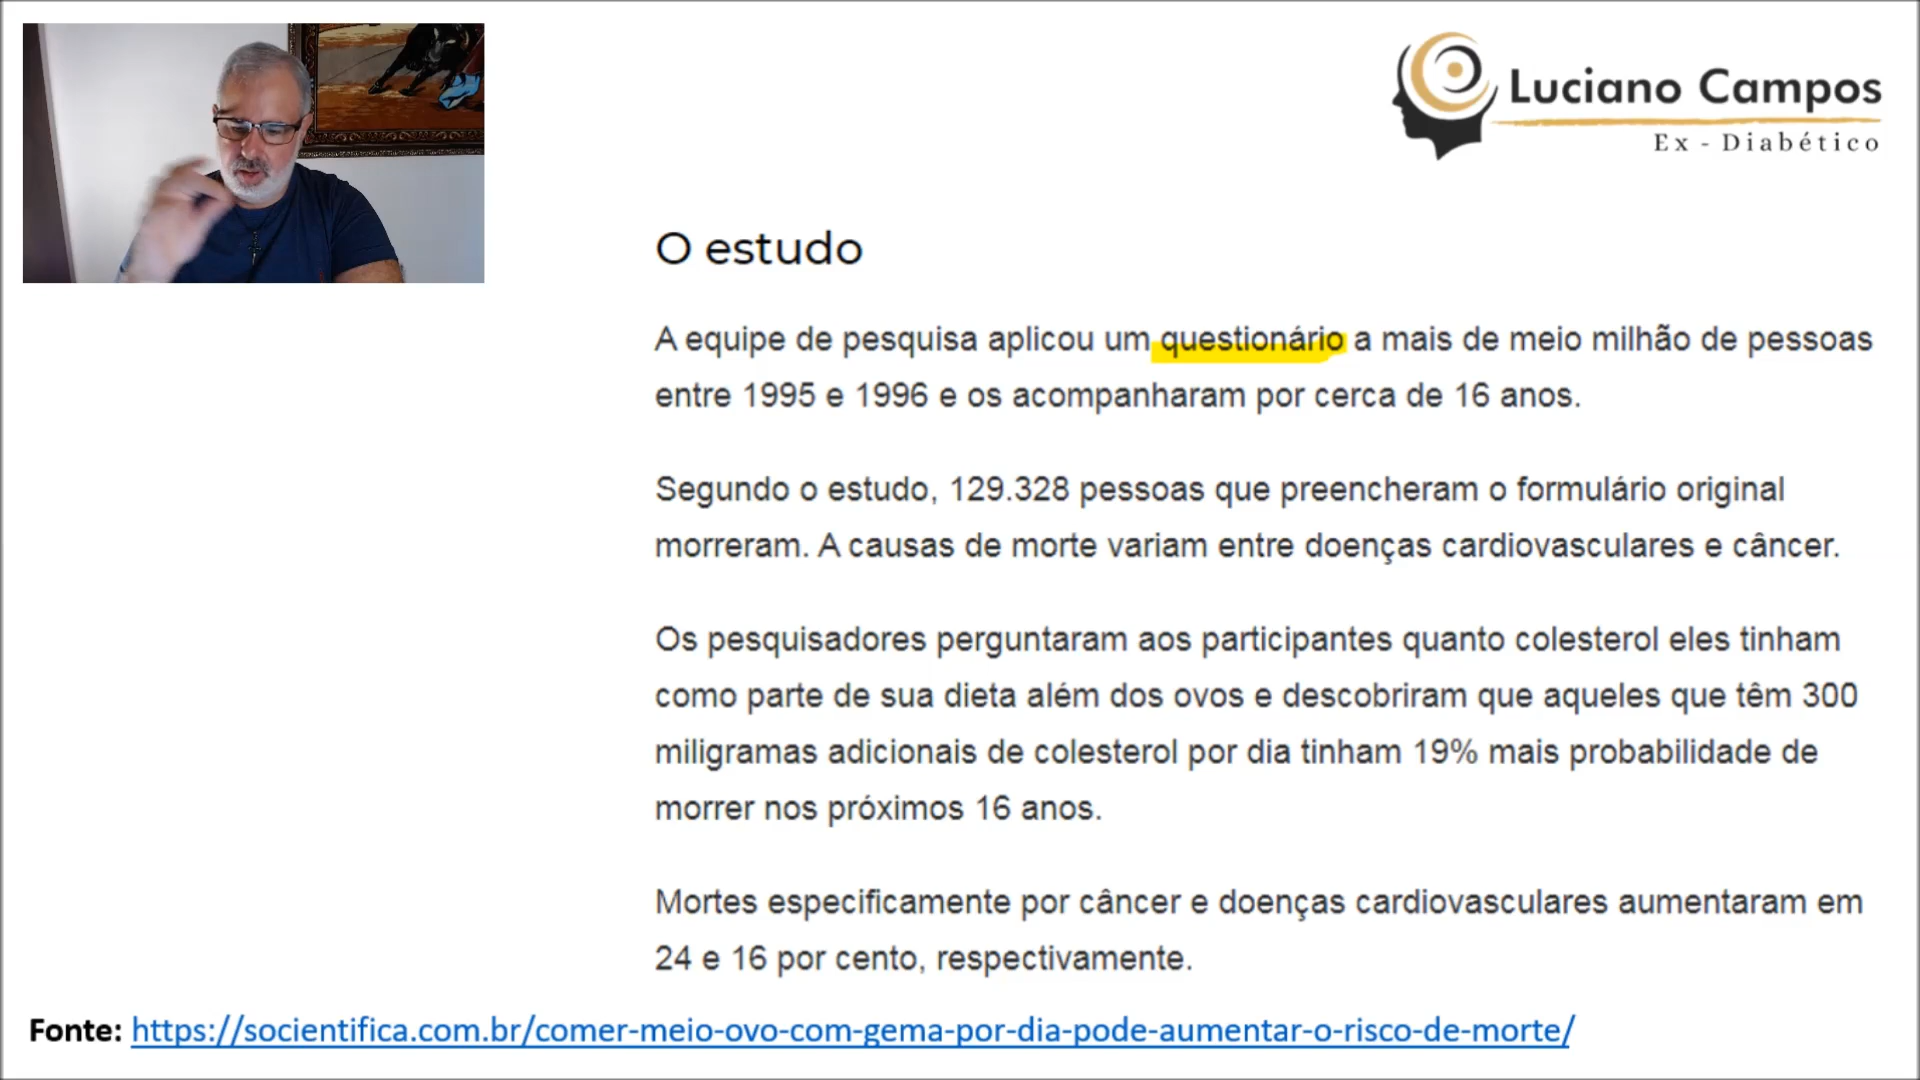 Luciano Campos
Ex - Diabético
O estudo
A equipe de pesquisa aplicou um questionário a mais de meio milhão de pessoas
entre 1995 e 1996 e os acompanharam por cerca de 16 anos.
Segundo o estudo, 129.328 pessoas que preencheram o formulário original
morreram. A causas de morte variam entre doenças cardiovasculares e câncer.
Os pesquisadores perguntaram aos participantes quanto colesterol eles tinham
como parte de sua dieta além dos ovos e descobriram que aqueles que têm 300
miligramas adicionais de colesterol por dia tinham 19% mais probabilidade de
morrer nos próximos 16 anos.
Mortes especificamente por câncer e doenças cardiovasculares aumentaram em
24 e 16 por cento, respectivamente.
Fonte: https://socientifica.com.br/comer-meio-ovo-com-gema-por-dia-pode-aumentar-o-risco-de-morte/